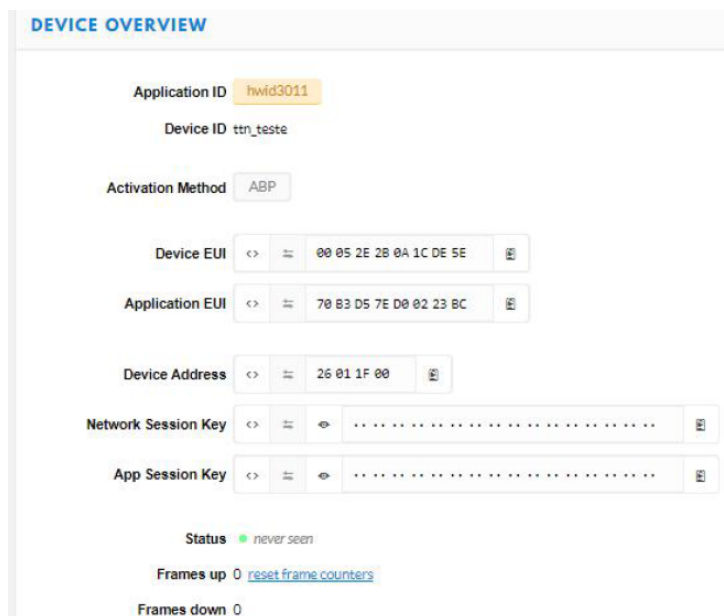 DEVICE OVERVIEW
Application ID hwid3011
Device ID ttn_teste
Activation Method ABP
Device EUI <> 00 05 2E 2B 0A 1C DE 5E
Application EUI <> 70 B3 D5 7E D0 02 23 BC
Device Address <> 26 01 1F 00
Network Session Key <> .. .. .. .. .. .. .. .. .. .. .. .. .. .. .. ..
App Session Key <> .. .. .. .. .. .. .. .. .. .. .. .. .. .. .. ..
Status never seen
Frames up 0 reset frame counters
Frames down 0